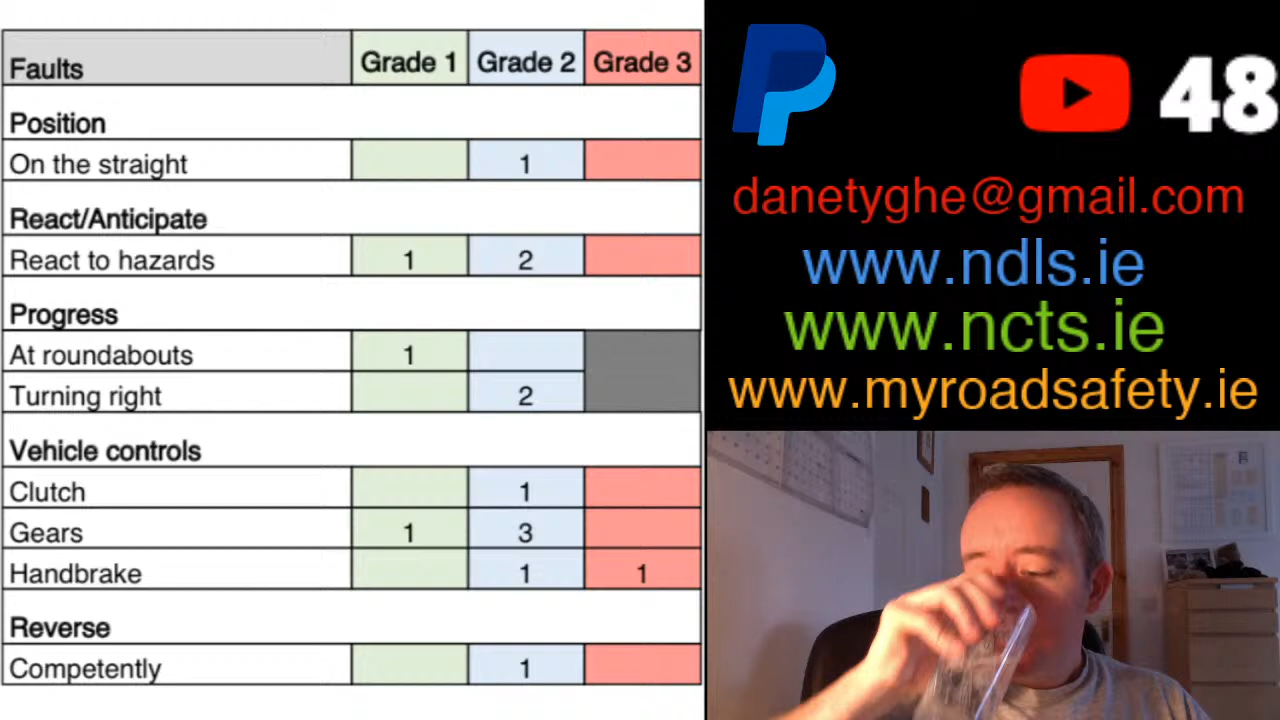 Faults Grade 1 Grade 2 Grade 3
Position
On the straight 1
React/Anticipate
React to hazards 1 2
Progress
At roundabouts 1
Turning right 2
Vehicle controls
Clutch 1
Gears 1 3
Handbrake 1 1
Reverse
Competently 1
48
danetyghe@gmail.com
www.ndls.ie
www.ncts.ie
www.myroadsafety.ie